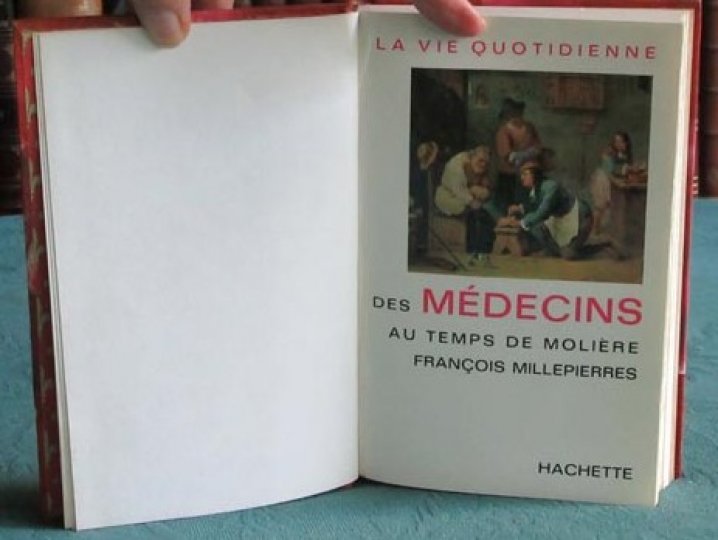 LA VIE QUOTIDIENNE
DES MÉDECINS
AU TEMPS DE MOLIÈRE
FRANÇOIS MILLEPIERRES
HACHETTE